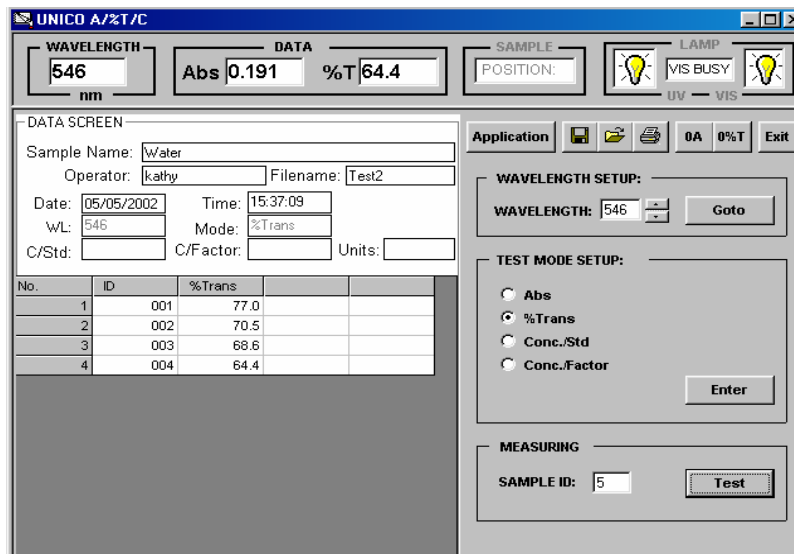 UNICO A/%T/C
WAVELENGTH
546
nm
DATA
Abs 0.191 %T 64.4
SAMPLE
POSITION:
LAMP
VIS BUSY
UV VIS
DATA SCREEN
Sample Name: Water
Operator: kathy Filename: Test2
Date: 05/05/2002 Time: 15:37:09
WL: 546 Mode: %Trans
C/Std: C/Factor: Units:
No. ID %Trans
1 001 77.0
2 002 70.5
3 003 68.6
4 004 64.4
Application 0A 0%T Exit
WAVELENGTH SETUP:
WAVELENGTH: 546 Goto
TEST MODE SETUP:
Abs
%Trans
Conc./Std
Conc./Factor
Enter
MEASURING
SAMPLE ID: 5 Test